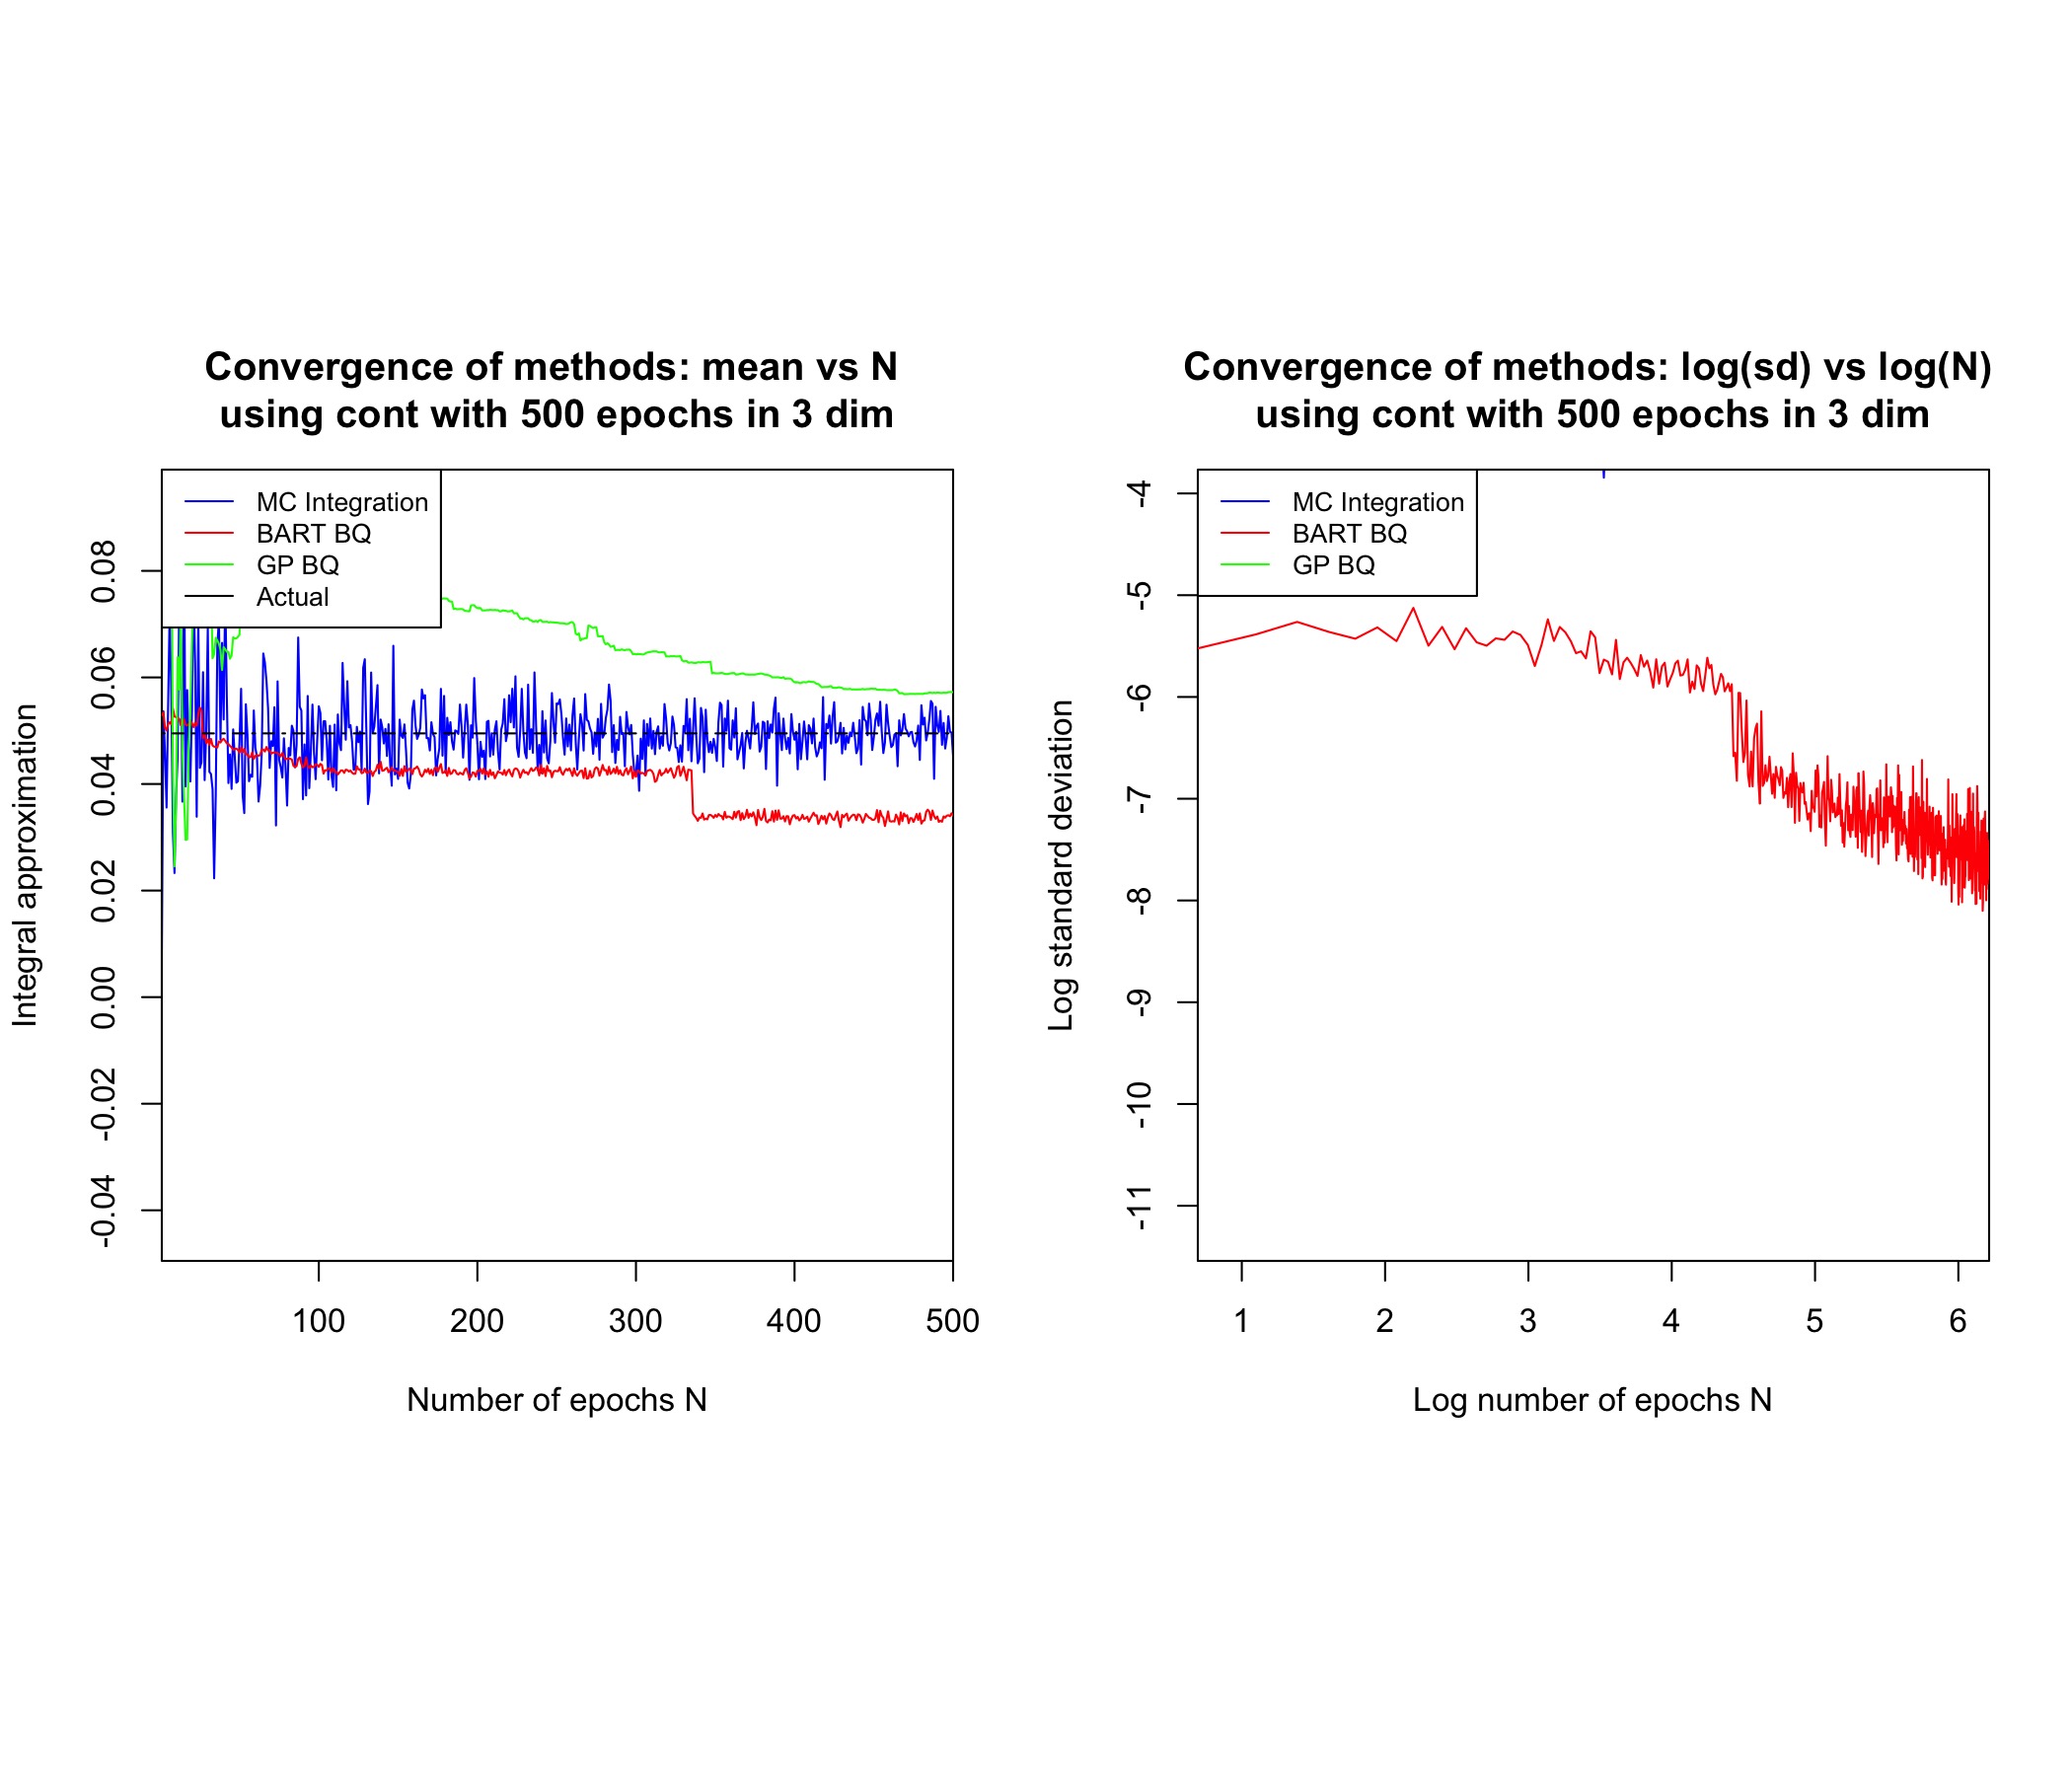 Convergence of methods: mean vs N
using cont with 500 epochs in 3 dim
MC Integration
BART BQ
GP BQ
Actual
Integral approximation
0.08
0.06
0.04
0.02
0.00
-0.02
-0.04
100 200 300 400 500
Number of epochs N
Convergence of methods: log(sd) vs log(N)
using cont with 500 epochs in 3 dim
MC Integration
BART BQ
GP BQ
Log standard deviation
-4
-5
-6
-7
-8
-9
-10
-11
1 2 3 4 5 6
Log number of epochs N